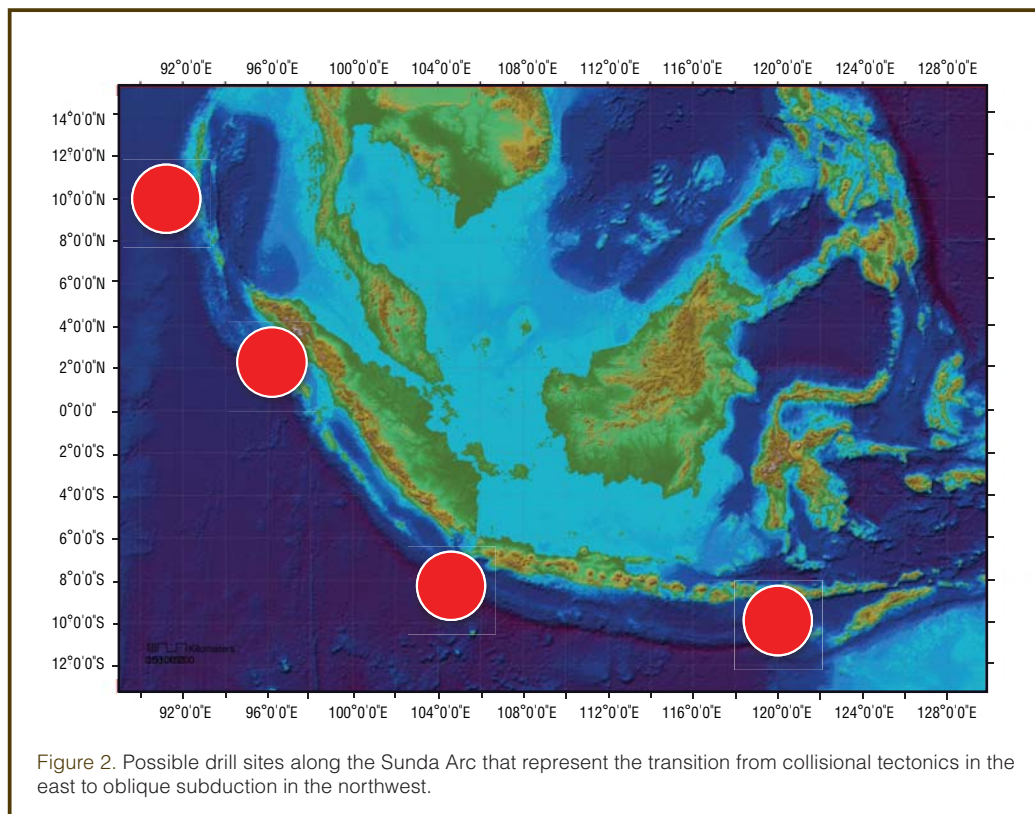 92°0'0"E 96°0'0"E 100°0'0"E 104°0'0"E 108°0'0"E 112°0'0"E 116°0'0"E 120°0'0"E 124°0'0"E 128°0'0"E
14°0'0"N
12°0'0"N
10°0'0"N
8°0'0"N
6°0'0"N
4°0'0"N
2°0'0"N
0°0'0"
2°0'0"S
4°0'0"S
6°0'0"S
8°0'0"S
10°0'0"S
12°0'0"S
Kilometers
92°0'0"E 96°0'0"E 100°0'0"E 104°0'0"E 108°0'0"E 112°0'0"E 116°0'0"E 120°0'0"E 124°0'0"E 128°0'0"E
Figure 2. Possible drill sites along the Sunda Arc that represent the transition from collisional tectonics in the
east to oblique subduction in the northwest.